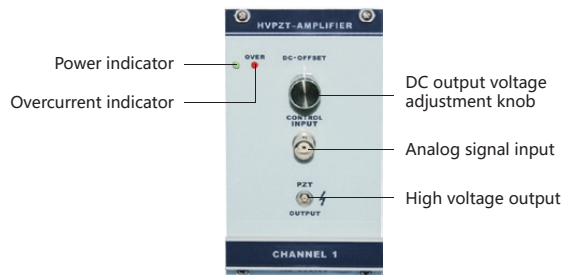 HVPZT-AMPLIFIER
OVER
DC-OFFSET
Power indicator
Overcurrent indicator
DC output voltage
adjustment knob
CONTROL
INPUT
Analog signal input
PZT
High voltage output
OUTPUT
CHANNEL 1